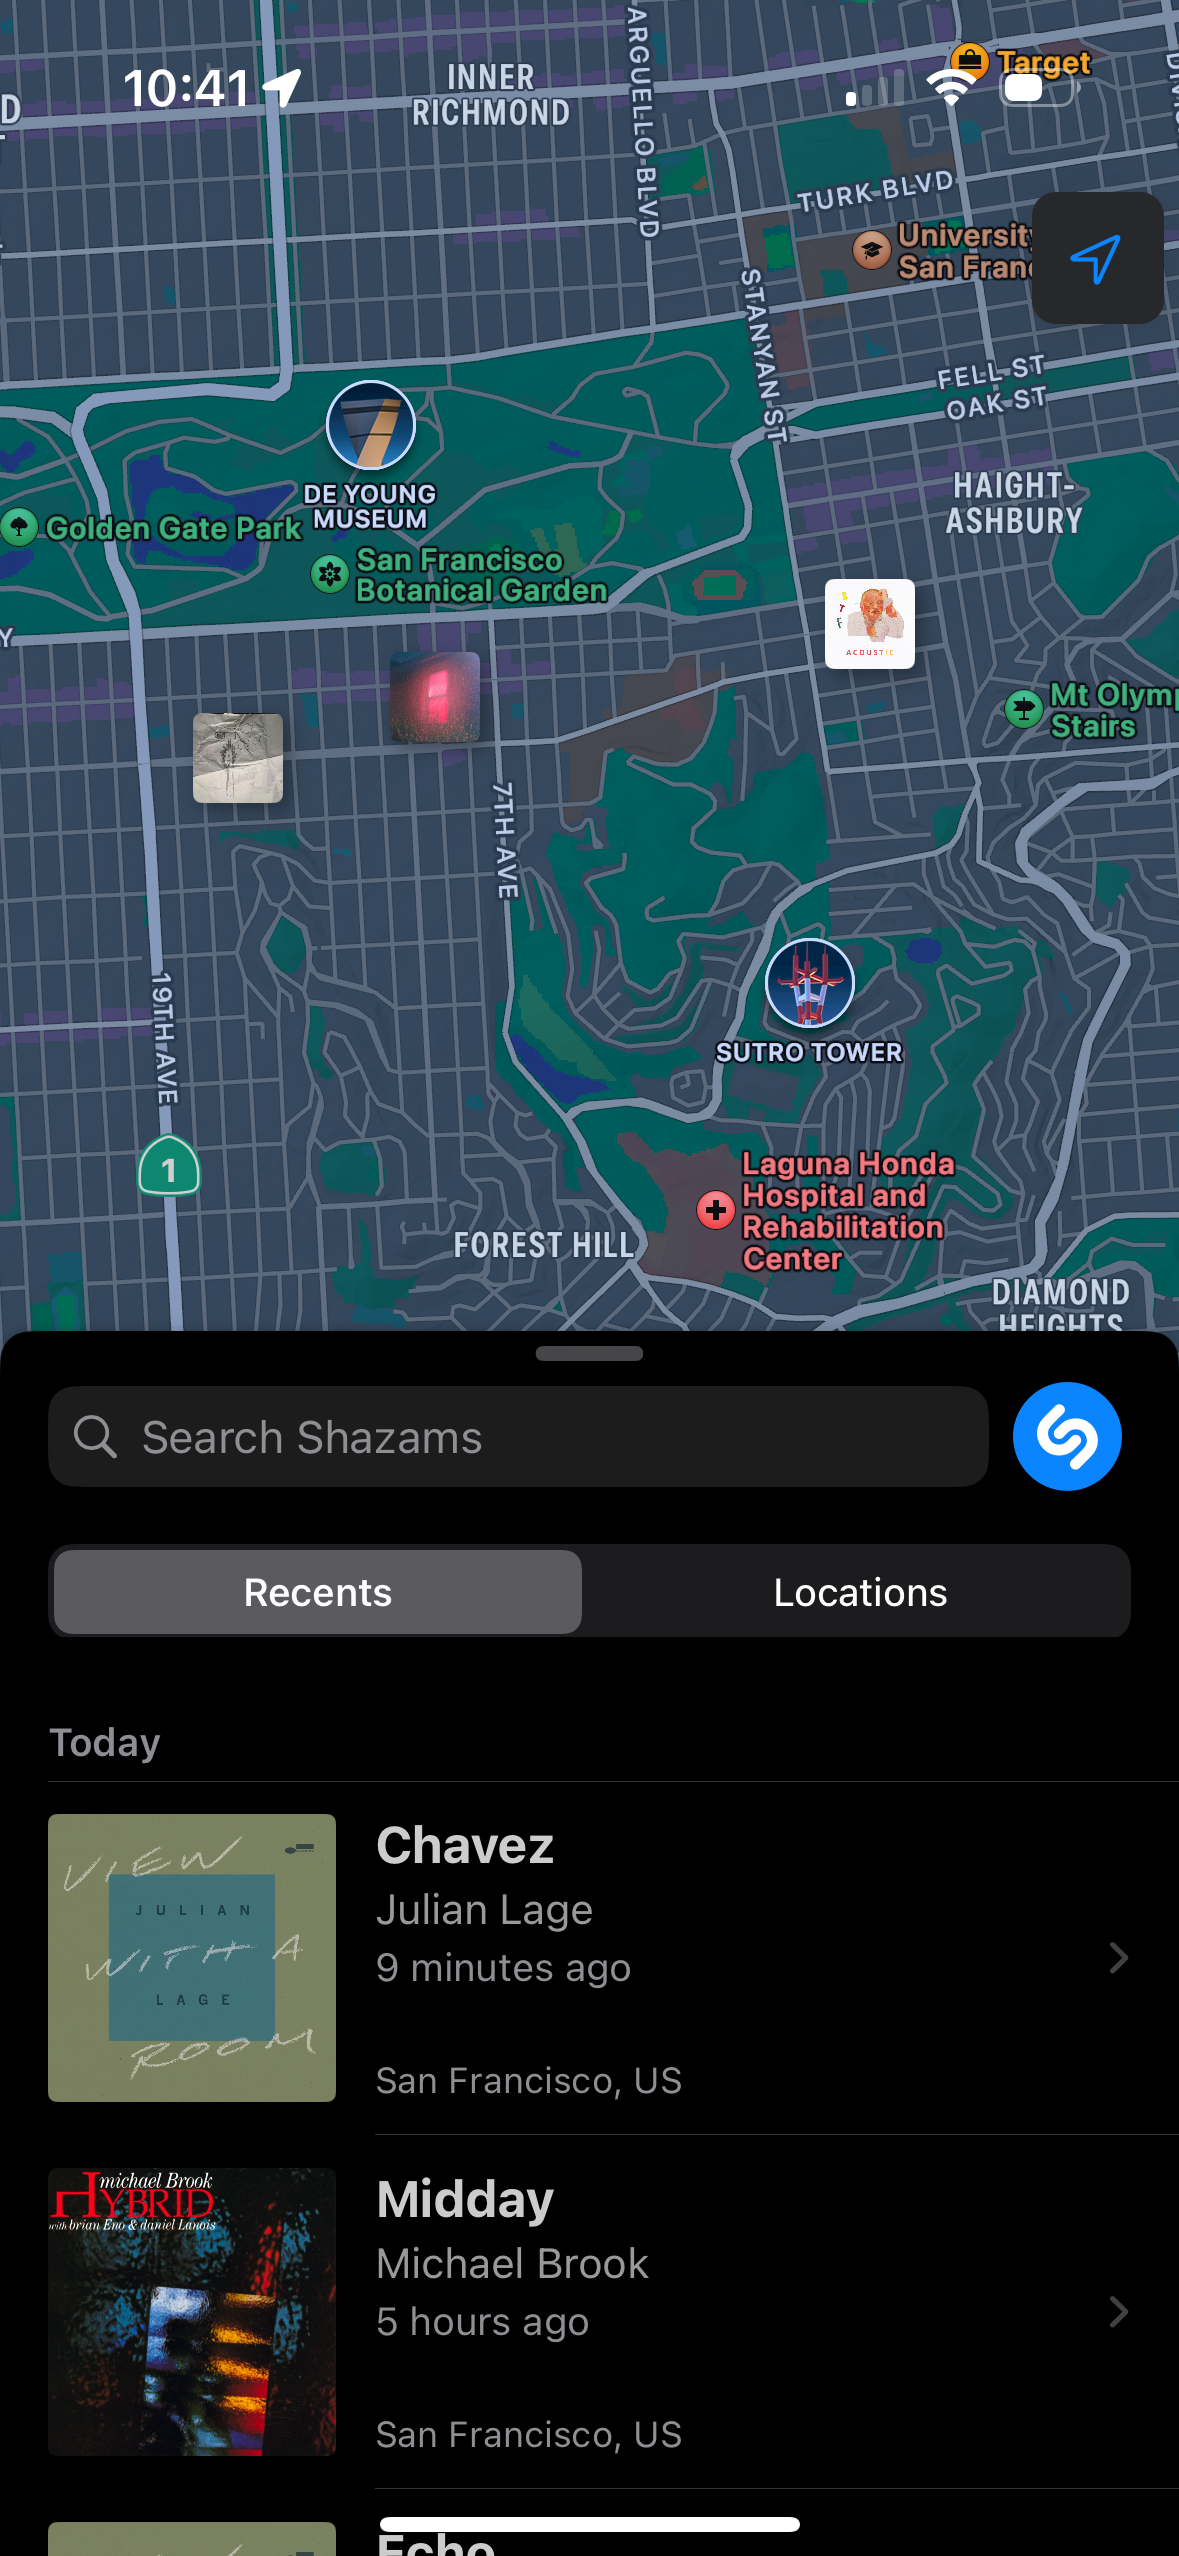 10:41
INNER
RICHMOND
ARGUELLO BLVD
Target
TURK BLVD
University
San Franc
STANYAN ST
FELL ST
OAK ST
DE YOUNG
MUSEUM
HAIGHT-
ASHBURY
Golden Gate Park
San Francisco
Botanical Garden
ACOUSTIC
Mt Olymp
Stairs
7TH AVE
19TH AVE
SUTRO TOWER
1
Laguna Honda
Hospital and
Rehabilitation
Center
FOREST HILL
DIAMOND
HEIGHTS
Search Shazams
Recents
Locations
Today
VIEW
JULIAN
WITH A
LAGE
ROOM
Chavez
Julian Lage
9 minutes ago
San Francisco, US
michael Brook
HYBRID
with brian Eno & daniel Lanois
Midday
Michael Brook
5 hours ago
San Francisco, US
Echo